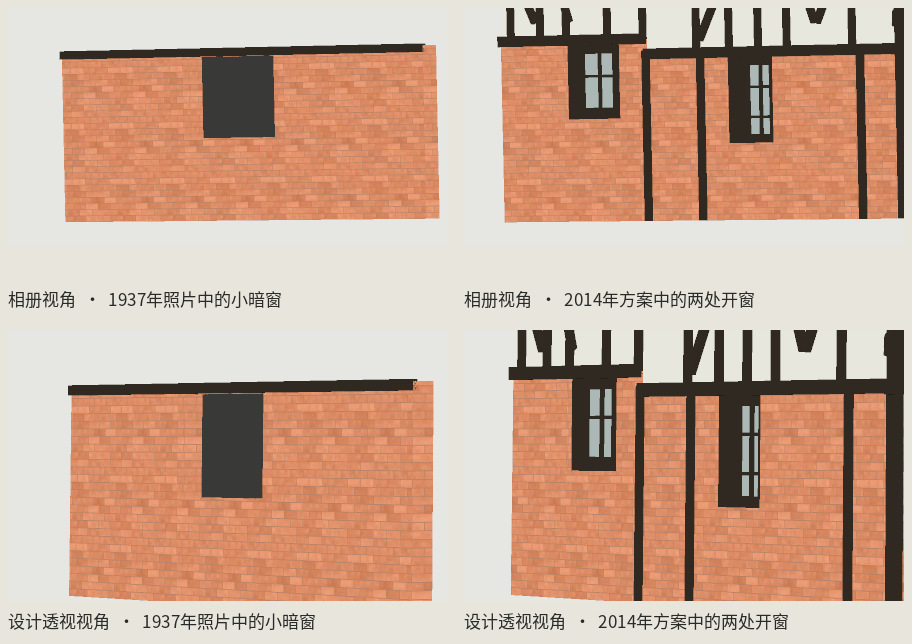 相册视角 · 1937年照片中的小暗窗
相册视角 · 2014年方案中的两处开窗
设计透视视角 · 1937年照片中的小暗窗
设计透视视角 · 2014年方案中的两处开窗